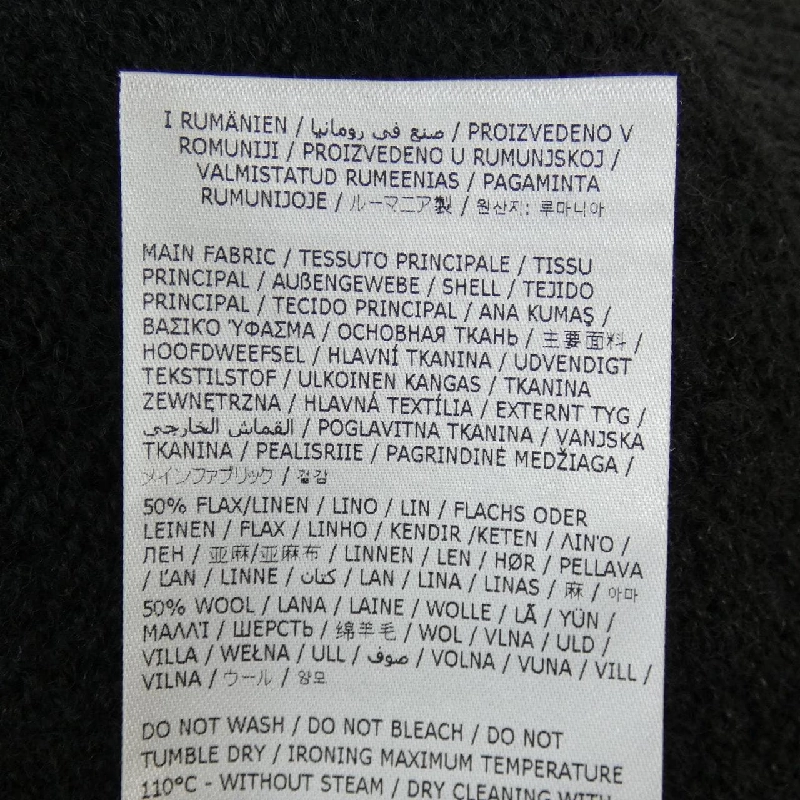 I RUMÄNIEN / صنع في رومانيا / PROIZVEDENO V
ROMUNIJI / PROIZVEDENO U RUMUNJSKOJ /
VALMISTATUD RUMEENIAS / PAGAMINTA
RUMUNIJOJE / ルーマニア製 / 원산지: 루마니아
MAIN FABRIC / TESSUTO PRINCIPALE / TISSU
PRINCIPAL / AUßENGEWEBE / SHELL / TEJIDO
PRINCIPAL / TECIDO PRINCIPAL / ANA KUMAŞ /
ΒΑΣΙΚΌ ΎΦΑΣΜΑ / ОСНОВНАЯ ТКАНЬ / 主要面料 /
HOOFDWEEFSEL / HLAVNÍ TKANINA / UDVENDIGT
TEKSTILSTOF / ULKOINEN KANGAS / TKANINA
ZEWNĘTRZNA / HLAVNÁ TEXTÍLIA / EXTERNT TYG /
القماش الخارجي / POGLAVITNA TKANINA / VANJSKA
TKANINA / PEALISRIIE / PAGRINDINĖ MEDŽIAGA /
メインファブリック / 겉감
50% FLAX/LINEN / LINO / LIN / FLACHS ODER
LEINEN / FLAX / LINHO / KENDIR /KETEN / ΛΙΝΌ /
ЛЕН / 亚麻/亚麻布 / LINNEN / LEN / HØR / PELLAVA
/ ĽAN / LINNE / كتان / LAN / LINA / LINAS / 麻 / 아마
50% WOOL / LANA / LAINE / WOLLE / LÃ / YÜN /
ΜΑΛΛΊ / ШЕРСТЬ / 绵羊毛 / WOL / VLNA / ULD /
VILLA / WEŁNA / ULL / صوف / VOLNA / VUNA / VILL /
VILNA / ウール / 양모
DO NOT WASH / DO NOT BLEACH / DO NOT
TUMBLE DRY / IRONING MAXIMUM TEMPERATURE
110°C - WITHOUT STEAM / DRY CLEANING WITH